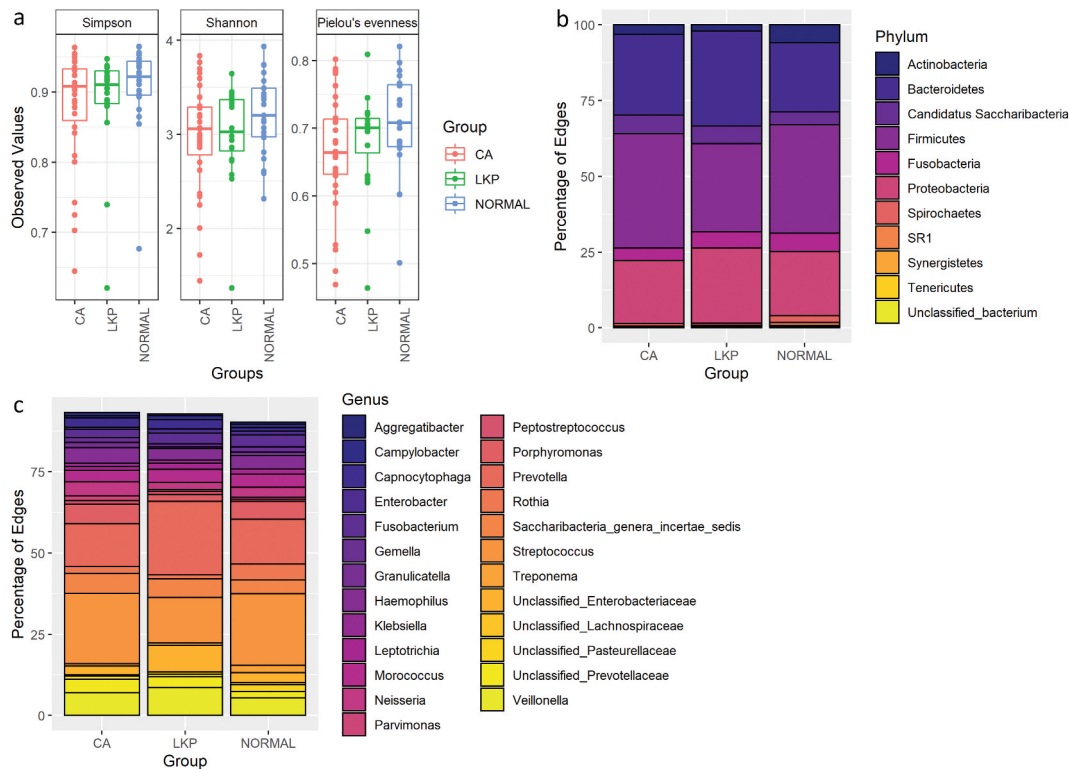 a
Simpson
Shannon
Pielou's evenness
Observed Values
0.9
0.8
0.7
4
3
2
0.8
0.7
0.6
0.5
CA
LKP
NORMAL
CA
LKP
NORMAL
CA
LKP
NORMAL
Groups
Group
CA
LKP
NORMAL
b
Percentage of Edges
100
75
50
25
0
CA
LKP
NORMAL
Group
Phylum
Actinobacteria
Bacteroidetes
Candidatus Saccharibacteria
Firmicutes
Fusobacteria
Proteobacteria
Spirochaetes
SR1
Synergistetes
Tenericutes
Unclassified_bacterium
c
Percentage of Edges
75
50
25
0
CA
LKP
NORMAL
Group
Genus
Aggregatibacter
Campylobacter
Capnocytophaga
Enterobacter
Fusobacterium
Gemella
Granulicatella
Haemophilus
Klebsiella
Leptotrichia
Morococcus
Neisseria
Parvimonas
Peptostreptococcus
Porphyromonas
Prevotella
Rothia
Saccharibacteria_genera_incertae_sedis
Streptococcus
Treponema
Unclassified_Enterobacteriaceae
Unclassified_Lachnospiraceae
Unclassified_Pasteurellaceae
Unclassified_Prevotellaceae
Veillonella